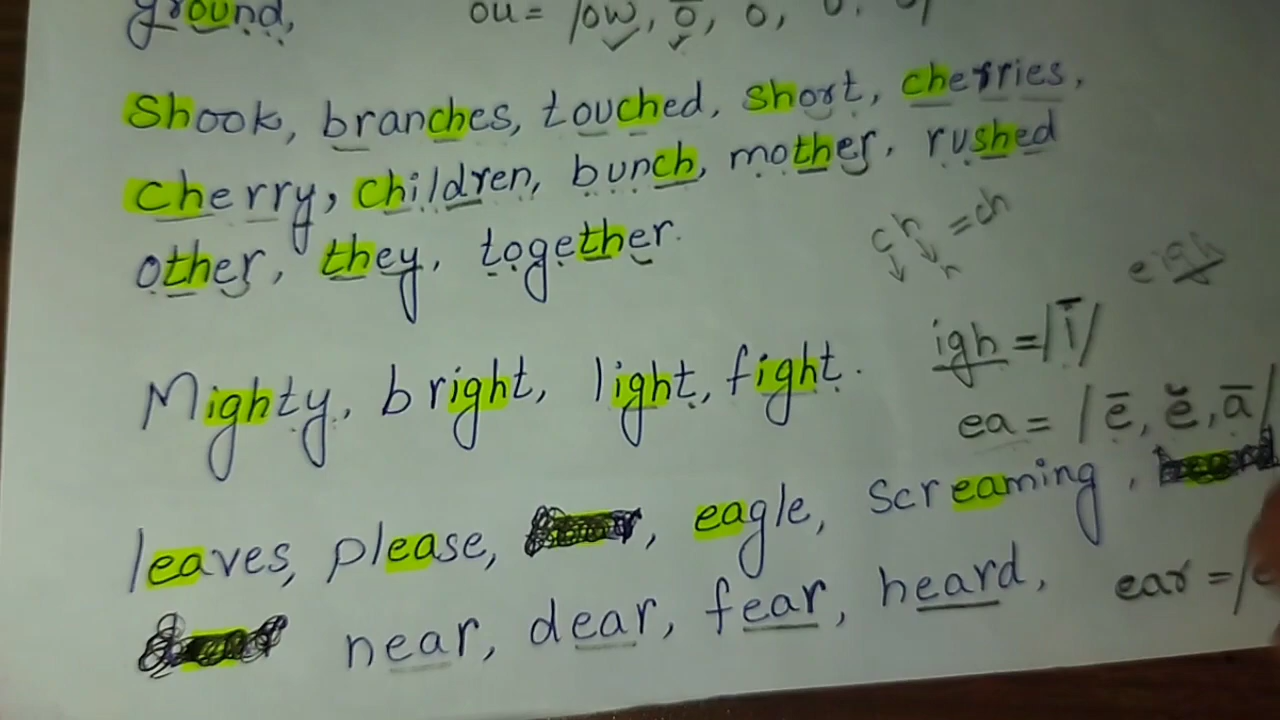 ground,
ou = /ow, ō, o,
Shook, branches, touched, short, cherries,
Cherry, children, bunch, mother, rushed
other, they, together.
ch = ch
h
eigh
Mighty, bright, light, fight.
igh = /ī/
ea = /ē, ĕ, ā/
leaves, please, , eagle, screaming,
near, dear, fear, heard,
ear = /